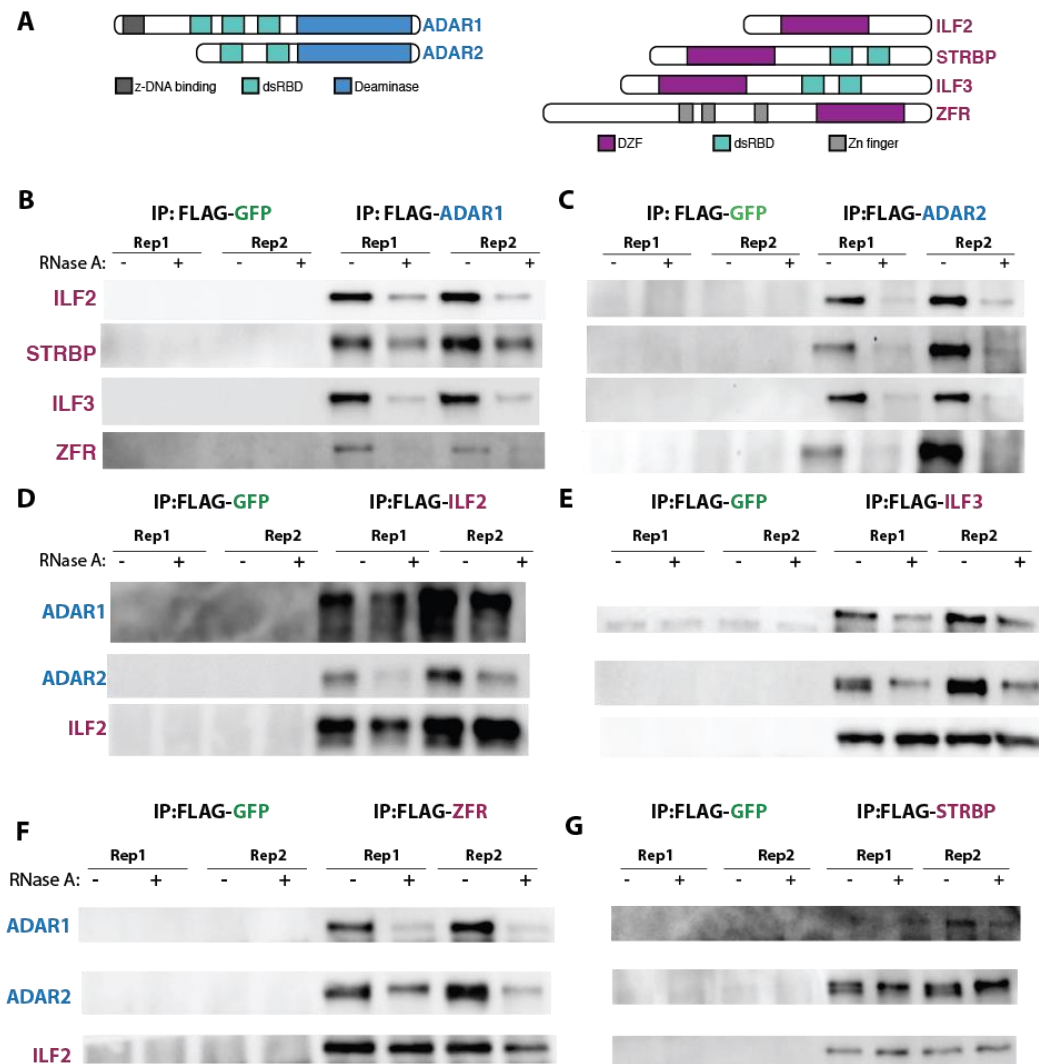 A
ADAR1
ADAR2
z-DNA binding dsRBD Deaminase
ILF2
STRBP
ILF3
ZFR
DZF dsRBD Zn finger
B
IP: FLAG-GFP IP: FLAG-ADAR1
Rep1 Rep2 Rep1 Rep2
RNase A: - + - + - + - +
ILF2
STRBP
ILF3
ZFR
C
IP: FLAG-GFP IP:FLAG-ADAR2
Rep1 Rep2 Rep1 Rep2
- + - + - + - +
D
IP:FLAG-GFP IP:FLAG-ILF2
Rep1 Rep2 Rep1 Rep2
RNase A: - + - + - + - +
ADAR1
ADAR2
ILF2
E
IP:FLAG-GFP IP:FLAG-ILF3
Rep1 Rep2 Rep1 Rep2
- + - + - + - +
F
IP:FLAG-GFP IP:FLAG-ZFR
Rep1 Rep2 Rep1 Rep2
RNase A: - + - + - + - +
ADAR1
ADAR2
ILF2
G
IP:FLAG-GFP IP:FLAG-STRBP
Rep1 Rep2 Rep1 Rep2
- + - + - + - +